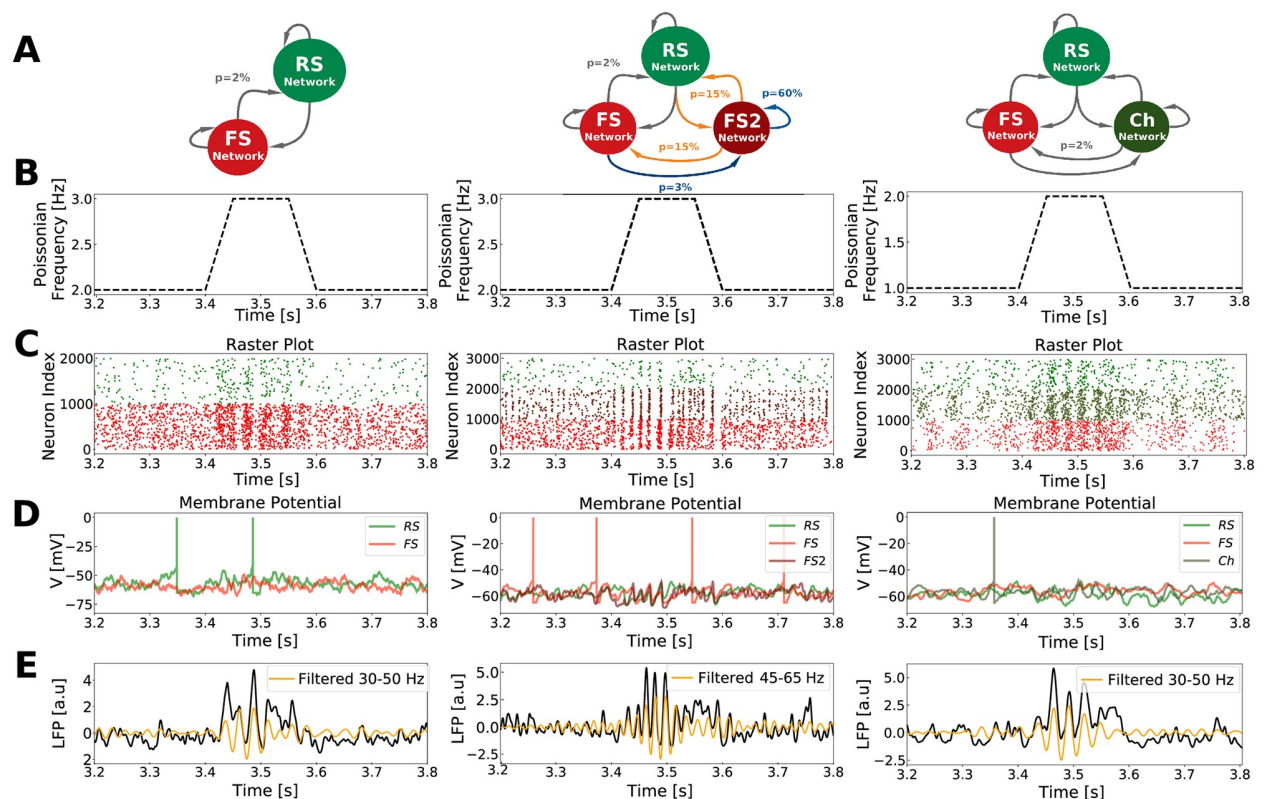 A
RS
Network
p=2%
FS
Network
RS
Network
p=2%
p=15%
p=60%
FS
Network
FS2
Network
p=15%
p=3%
RS
Network
FS
Network
Ch
Network
p=2%
B
Poissonian
Frequency [Hz]
3.0
2.5
2.0
3.2 3.3 3.4 3.5 3.6 3.7 3.8
Time [s]
Poissonian
Frequency [Hz]
3.0
2.5
2.0
3.2 3.3 3.4 3.5 3.6 3.7 3.8
Time [s]
Poissonian
Frequency [Hz]
2.0
1.5
1.0
3.2 3.3 3.4 3.5 3.6 3.7 3.8
Time [s]
C
Raster Plot
Neuron Index
2000
1000
0
3.2 3.3 3.4 3.5 3.6 3.7 3.8
Time [s]
Raster Plot
Neuron Index
3000
2000
1000
0
3.2 3.3 3.4 3.5 3.6 3.7 3.8
Time [s]
Raster Plot
Neuron Index
3000
2000
1000
0
3.2 3.3 3.4 3.5 3.6 3.7 3.8
Time [s]
D
Membrane Potential
V [mV]
0
−25
−50
−75
RS
FS
3.2 3.3 3.4 3.5 3.6 3.7 3.8
Time [s]
Membrane Potential
V [mV]
0
−20
−40
−60
RS
FS
FS2
3.2 3.3 3.4 3.5 3.6 3.7 3.8
Time [s]
Membrane Potential
V [mV]
0
−20
−40
−60
RS
FS
Ch
3.2 3.3 3.4 3.5 3.6 3.7 3.8
Time [s]
E
LFP [a.u]
4
2
0
2
Filtered 30-50 Hz
3.2 3.3 3.4 3.5 3.6 3.7 3.8
Time [s]
LFP [a.u]
5.0
2.5
0.0
−2.5
Filtered 45-65 Hz
3.2 3.3 3.4 3.5 3.6 3.7 3.8
Time [s]
LFP [a.u]
5.0
2.5
0.0
−2.5
Filtered 30-50 Hz
3.2 3.3 3.4 3.5 3.6 3.7 3.8
Time [s]